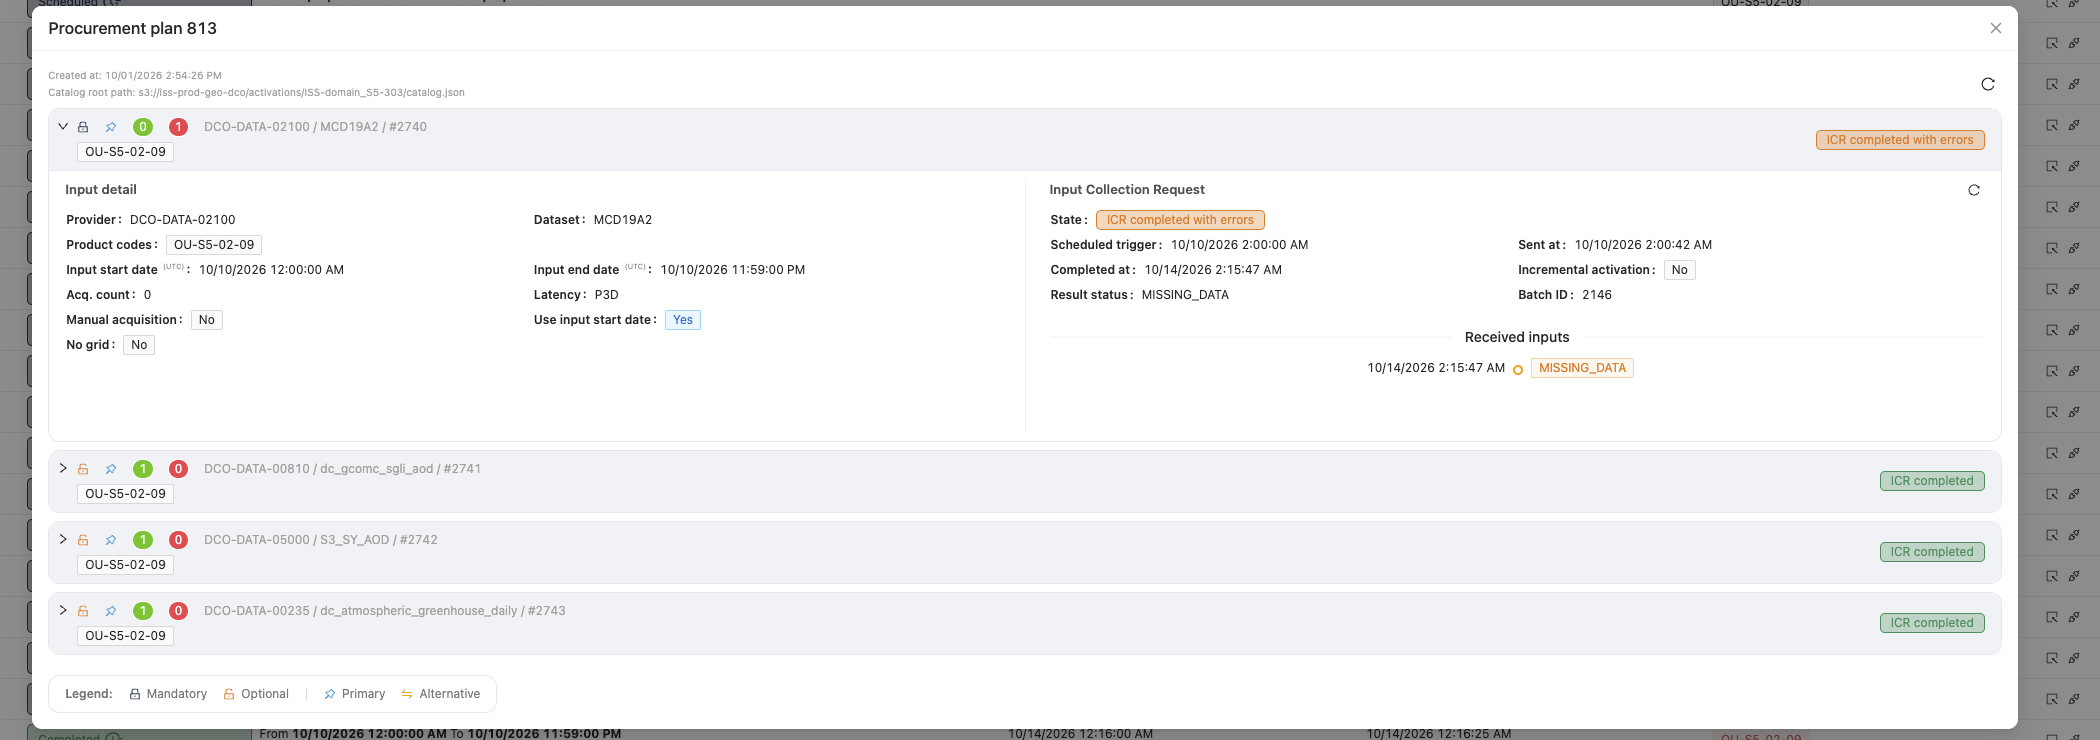 Scheduled
OU-S5-02-09
Procurement plan 813
Created at: 10/01/2026 2:54:26 PM
Catalog root path: s3://iss-prod-geo-dco/activations/ISS-domain_S5-303/catalog.json
0 1 DCO-DATA-02100 / MCD19A2 / #2740
OU-S5-02-09
ICR completed with errors
Input detail
Provider: DCO-DATA-02100 Dataset: MCD19A2
Product codes: OU-S5-02-09
Input start date (UTC): 10/10/2026 12:00:00 AM Input end date (UTC): 10/10/2026 11:59:00 PM
Acq. count: 0 Latency: P3D
Manual acquisition: No Use input start date: Yes
No grid: No
Input Collection Request
State: ICR completed with errors
Scheduled trigger: 10/10/2026 2:00:00 AM Sent at: 10/10/2026 2:00:42 AM
Completed at: 10/14/2026 2:15:47 AM Incremental activation: No
Result status: MISSING_DATA Batch ID: 2146
Received inputs
10/14/2026 2:15:47 AM MISSING_DATA
1 0 DCO-DATA-00810 / dc_gcomc_sgli_aod / #2741
OU-S5-02-09
ICR completed
1 0 DCO-DATA-05000 / S3_SY_AOD / #2742
OU-S5-02-09
ICR completed
1 0 DCO-DATA-00235 / dc_atmospheric_greenhouse_daily / #2743
OU-S5-02-09
ICR completed
Legend: Mandatory Optional | Primary Alternative
Completed From 10/10/2026 12:00:00 AM To 10/10/2026 11:59:00 PM 10/14/2026 12:16:00 AM 10/14/2026 12:16:25 AM OU-S5-02-09